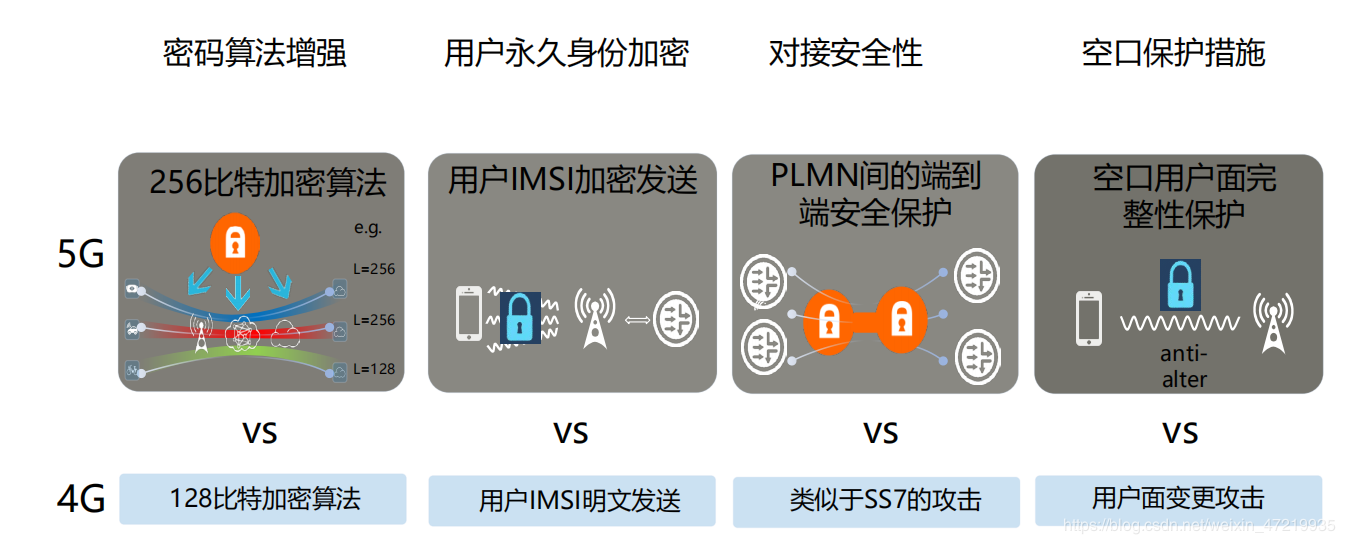 密码算法增强
用户永久身份加密
对接安全性
空口保护措施
5G
256比特加密算法
e.g.
L=256
L=256
L=128
用户IMSI加密发送
PLMN间的端到
端安全保护
空口用户面完
整性保护
anti-
alter
vs
vs
vs
vs
4G
128比特加密算法
用户IMSI明文发送
类似于SS7的攻击
用户面变更攻击
https://blog.csdn.net/weixin_47219935